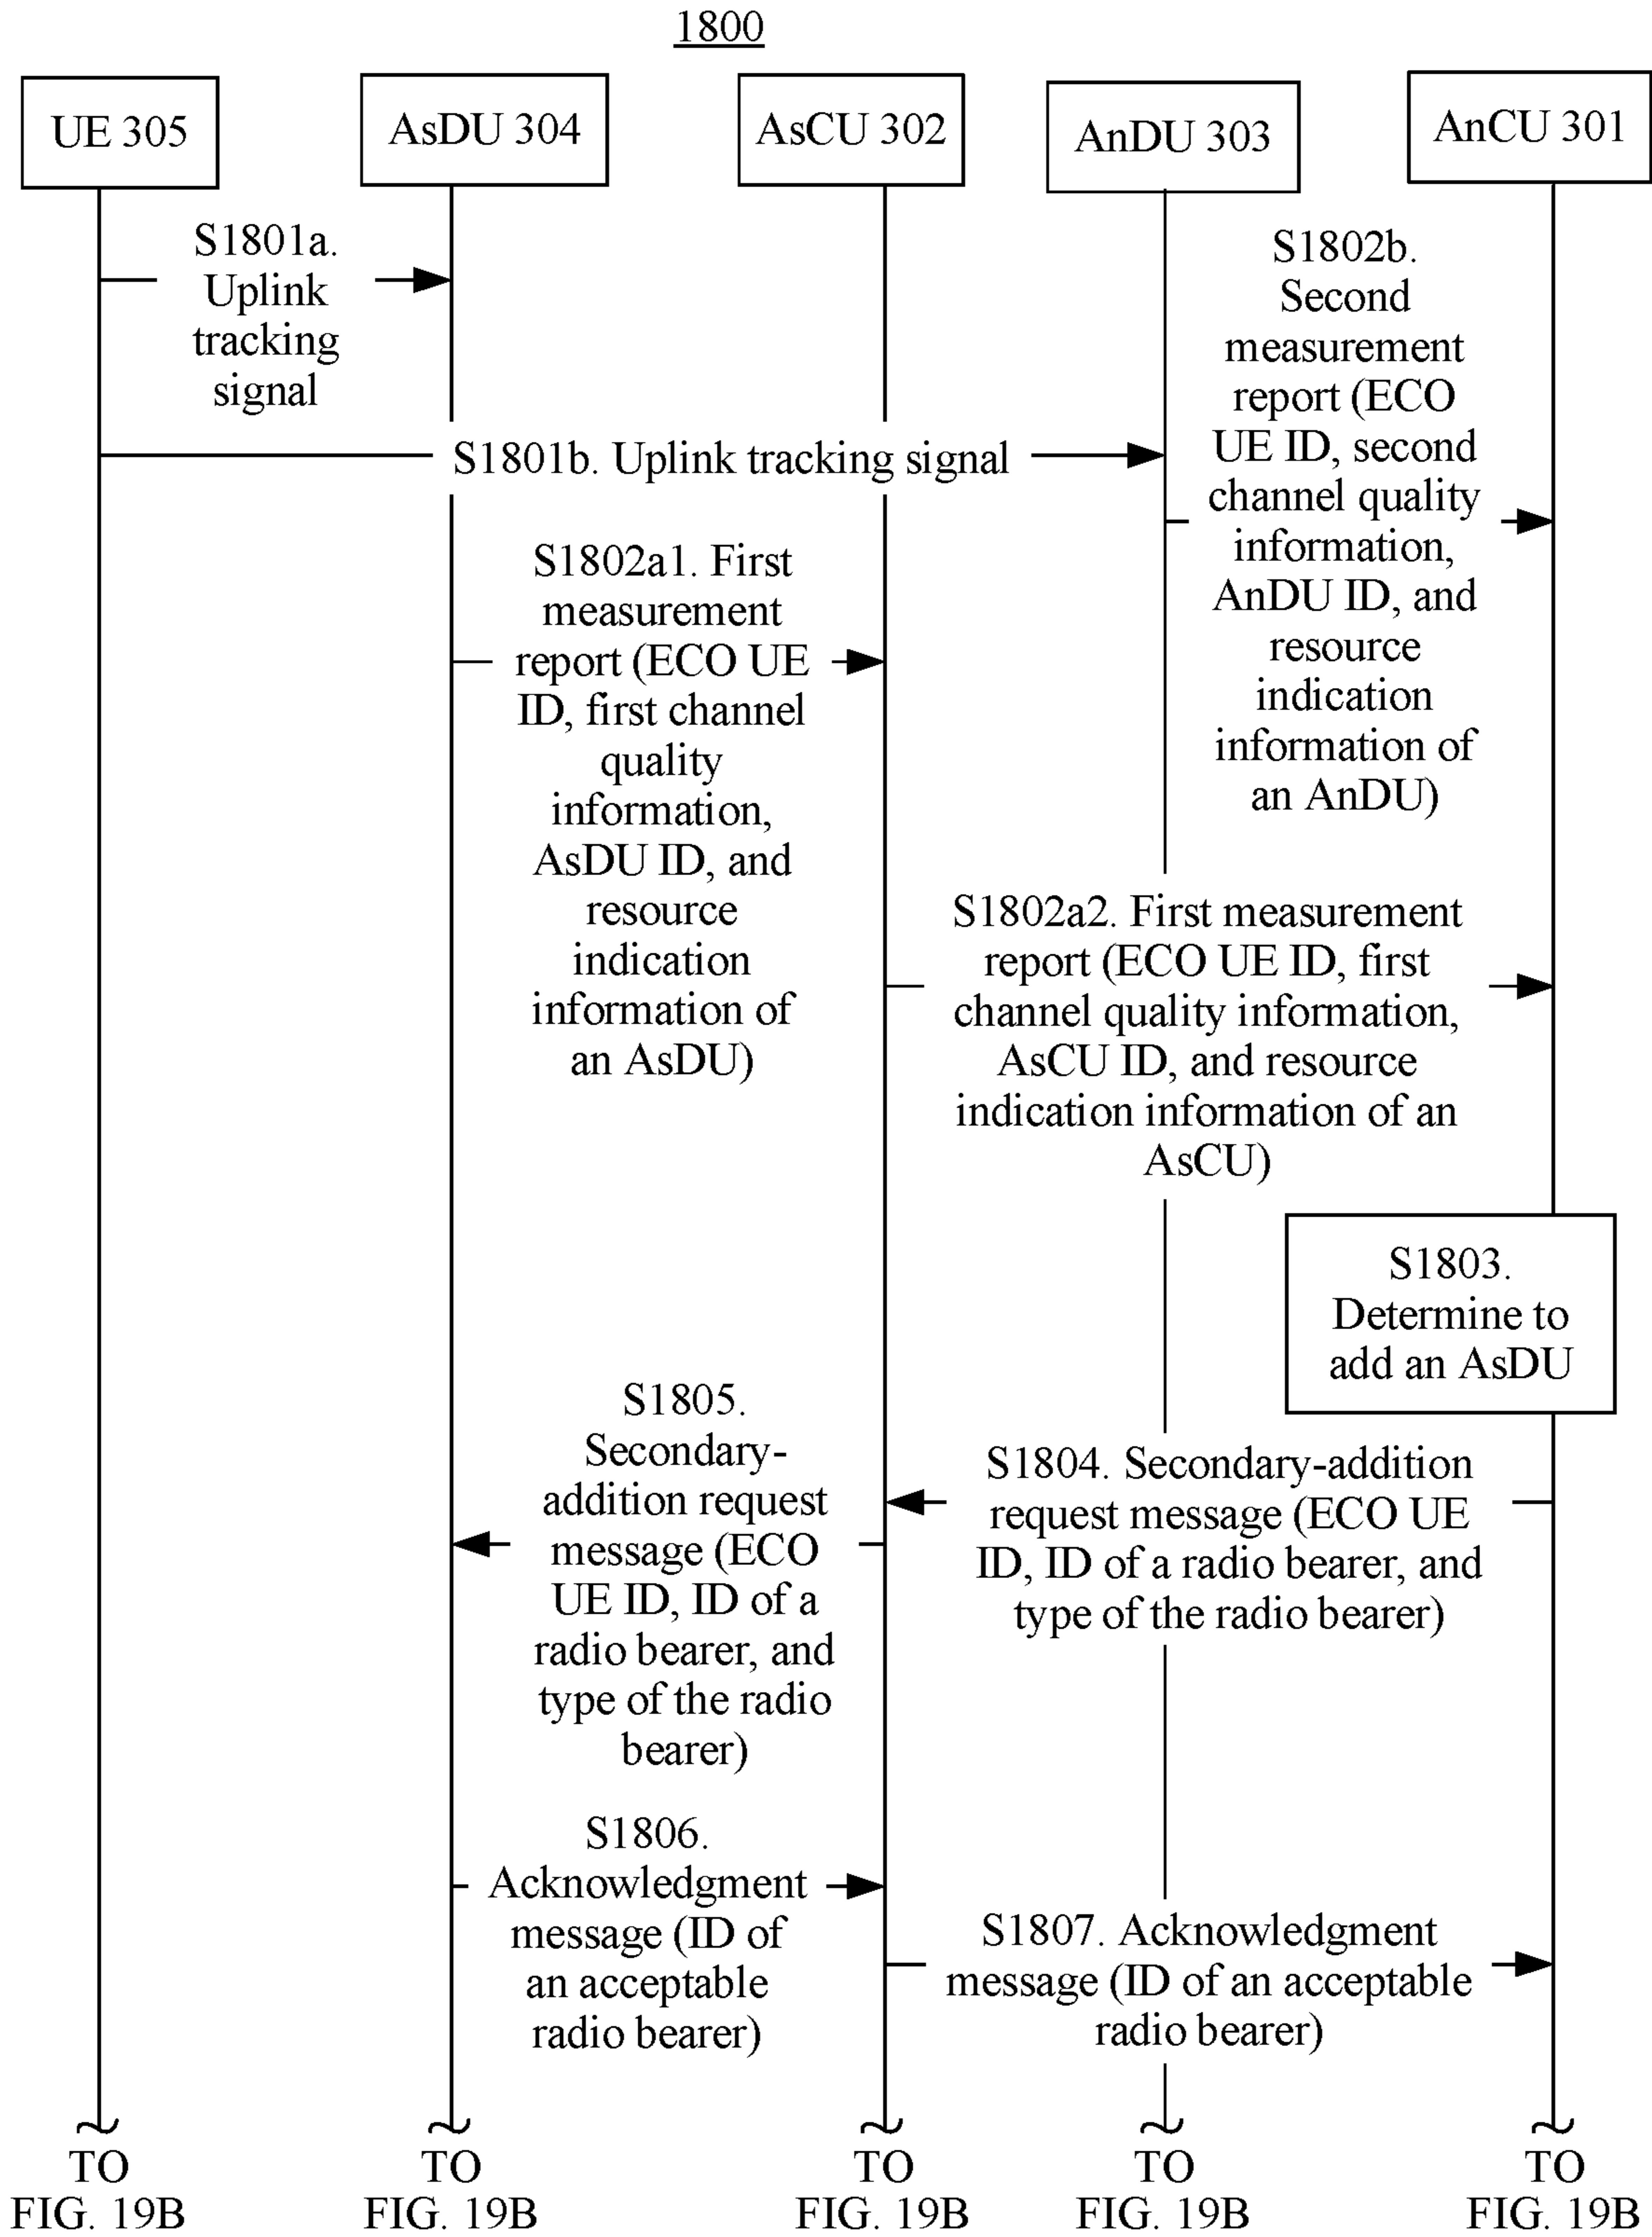 1800
UE 305
AsDU 304
AsCU 302
AnDU 303
AnCU 301
S1801a.
Uplink
tracking
signal
S1802b.
Second
measurement
report (ECO
UE ID, second
channel quality
information,
AnDU ID, and
resource
indication
information of
an AnDU)
S1801b. Uplink tracking signal
S1802a1. First
measurement
report (ECO UE
ID, first channel
quality
information,
AsDU ID, and
resource
indication
information of
an AsDU)
S1802a2. First measurement
report (ECO UE ID, first
channel quality information,
AsCU ID, and resource
indication information of an
AsCU)
S1803.
Determine to
add an AsDU
S1804. Secondary-addition
request message (ECO UE
ID, ID of a radio bearer, and
type of the radio bearer)
S1805.
Secondary-
addition request
message (ECO
UE ID, ID of a
radio bearer, and
type of the radio
bearer)
S1806.
Acknowledgment
message (ID of
an acceptable
radio bearer)
S1807. Acknowledgment
message (ID of an acceptable
radio bearer)
TO
FIG. 19B
TO
FIG. 19B
TO
FIG. 19B
TO
FIG. 19B
TO
FIG. 19B